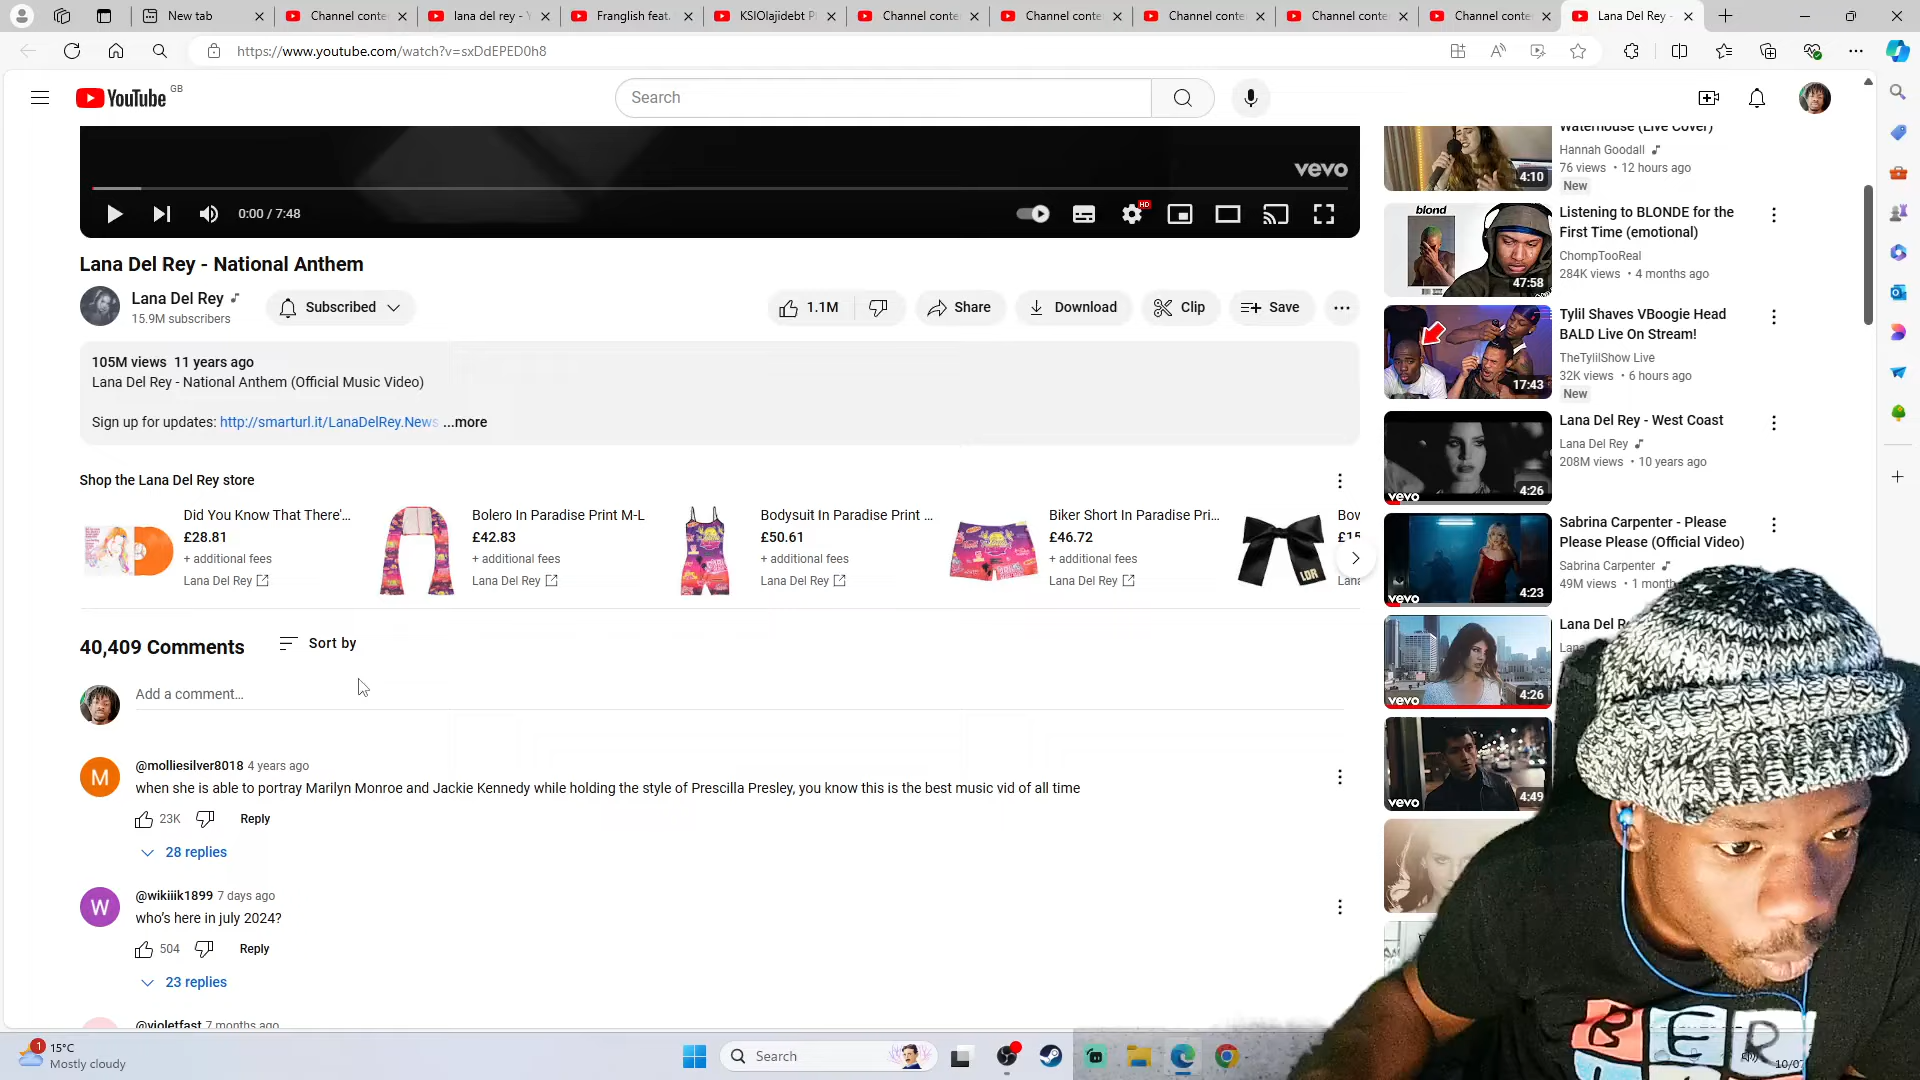 New tab
Channel conte
lana del rey - Y
Franglish feat.
KSIOlajidebt P
Channel conte
Channel conte
Channel conte
Channel conte
Channel conte
Lana Del Rey -
https://www.youtube.com/watch?v=sxDdEPED0h8
YouTube GB
Search
vevo
0:00 / 7:48
HD
Lana Del Rey - National Anthem
Lana Del Rey
15.9M subscribers
Subscribed
1.1M
Share
Download
Clip
Save
105M views 11 years ago
Lana Del Rey - National Anthem (Official Music Video)
Sign up for updates: http://smarturl.it/LanaDelRey.News ...more
Shop the Lana Del Rey store
Did You Know That There'...
£28.81
+ additional fees
Lana Del Rey
Bolero In Paradise Print M-L
£42.83
+ additional fees
Lana Del Rey
Bodysuit In Paradise Print ...
£50.61
+ additional fees
Lana Del Rey
Biker Short In Paradise Pri...
£46.72
+ additional fees
Lana Del Rey
LDR
Bow
£15
Lana
40,409 Comments
Sort by
Add a comment...
M
@molliesilver8018 4 years ago
when she is able to portray Marilyn Monroe and Jackie Kennedy while holding the style of Prescilla Presley, you know this is the best music vid of all time
23K
Reply
28 replies
W
@wikiiik1899 7 days ago
who's here in july 2024?
504
Reply
23 replies
@violetfast 7 months ago
Waterhouse (Live Cover)
Hannah Goodall
76 views • 12 hours ago
New
4:10
blond
47:58
Listening to BLONDE for the
First Time (emotional)
ChompTooReal
284K views • 4 months ago
17:43
Tylil Shaves VBoogie Head
BALD Live On Stream!
TheTylilShow Live
32K views • 6 hours ago
New
vevo
4:26
Lana Del Rey - West Coast
Lana Del Rey
208M views • 10 years ago
vevo
4:23
Sabrina Carpenter - Please
Please Please (Official Video)
Sabrina Carpenter
49M views • 1 month
vevo
4:26
Lana Del R
Lana
vevo
4:49
BER
1
15°C
Mostly cloudy
Search
10/07